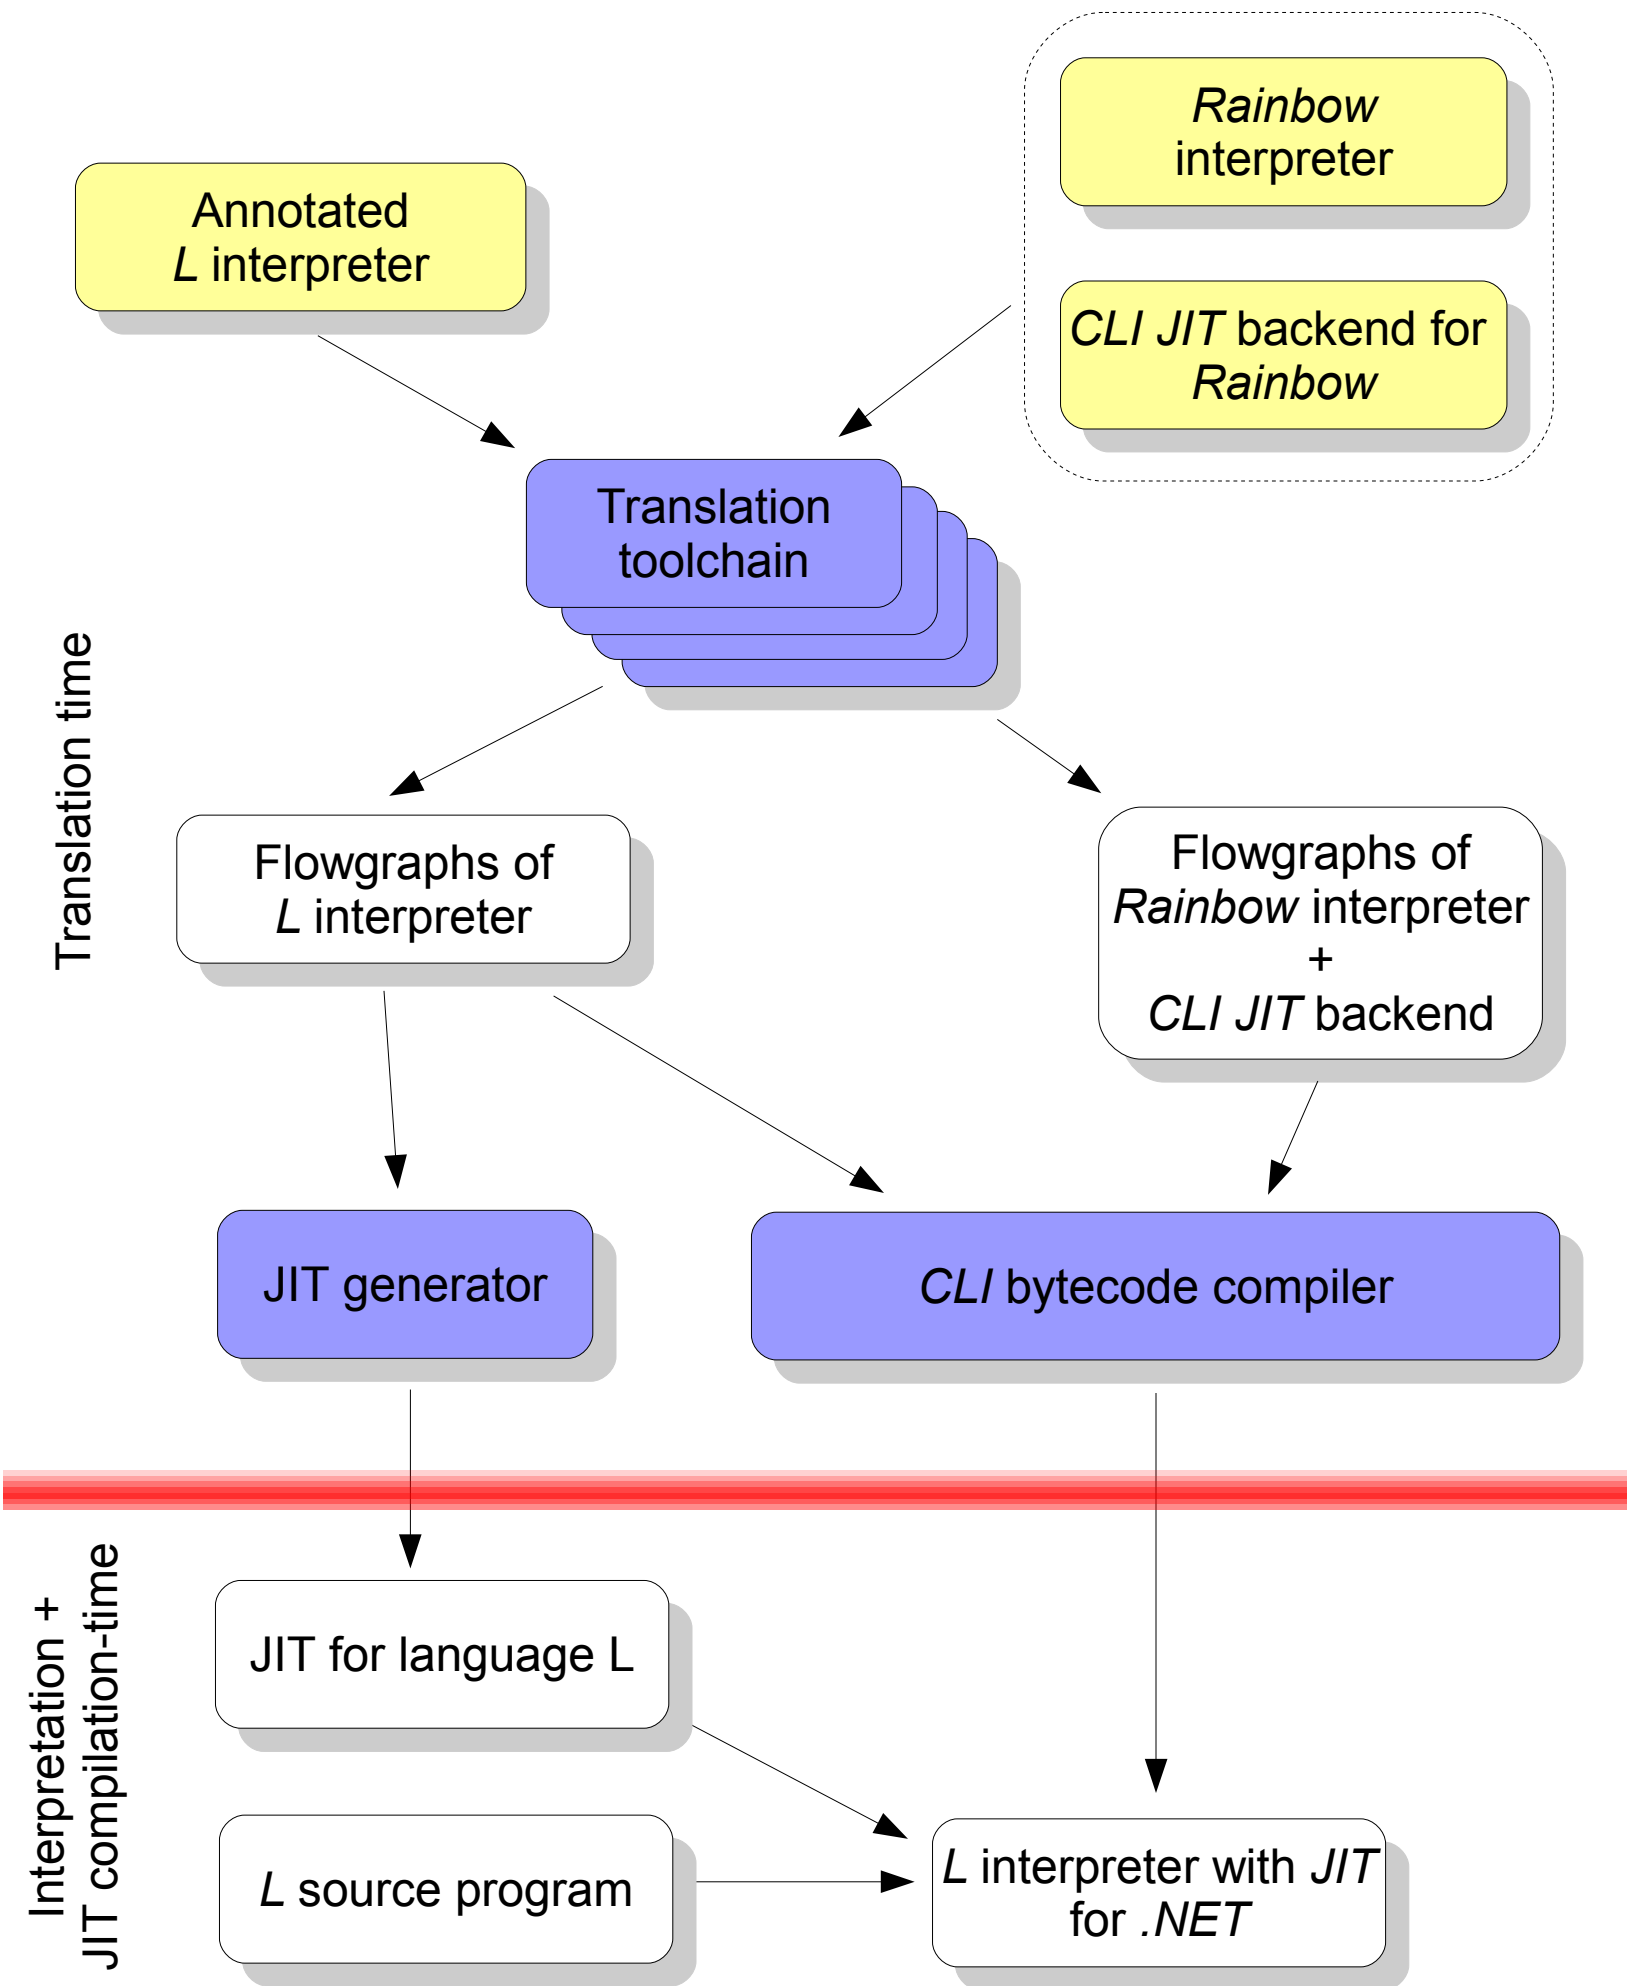 Rainbow
interpreter
Annotated
L interpreter
CLI JIT backend for
Rainbow
Translation
toolchain
Translation time
Flowgraphs of
L interpreter
Flowgraphs of
Rainbow interpreter
+
CLI JIT backend
JIT generator
CLI bytecode compiler
Interpretation +
JIT compilation-time
JIT for language L
L source program
L interpreter with JIT
for .NET